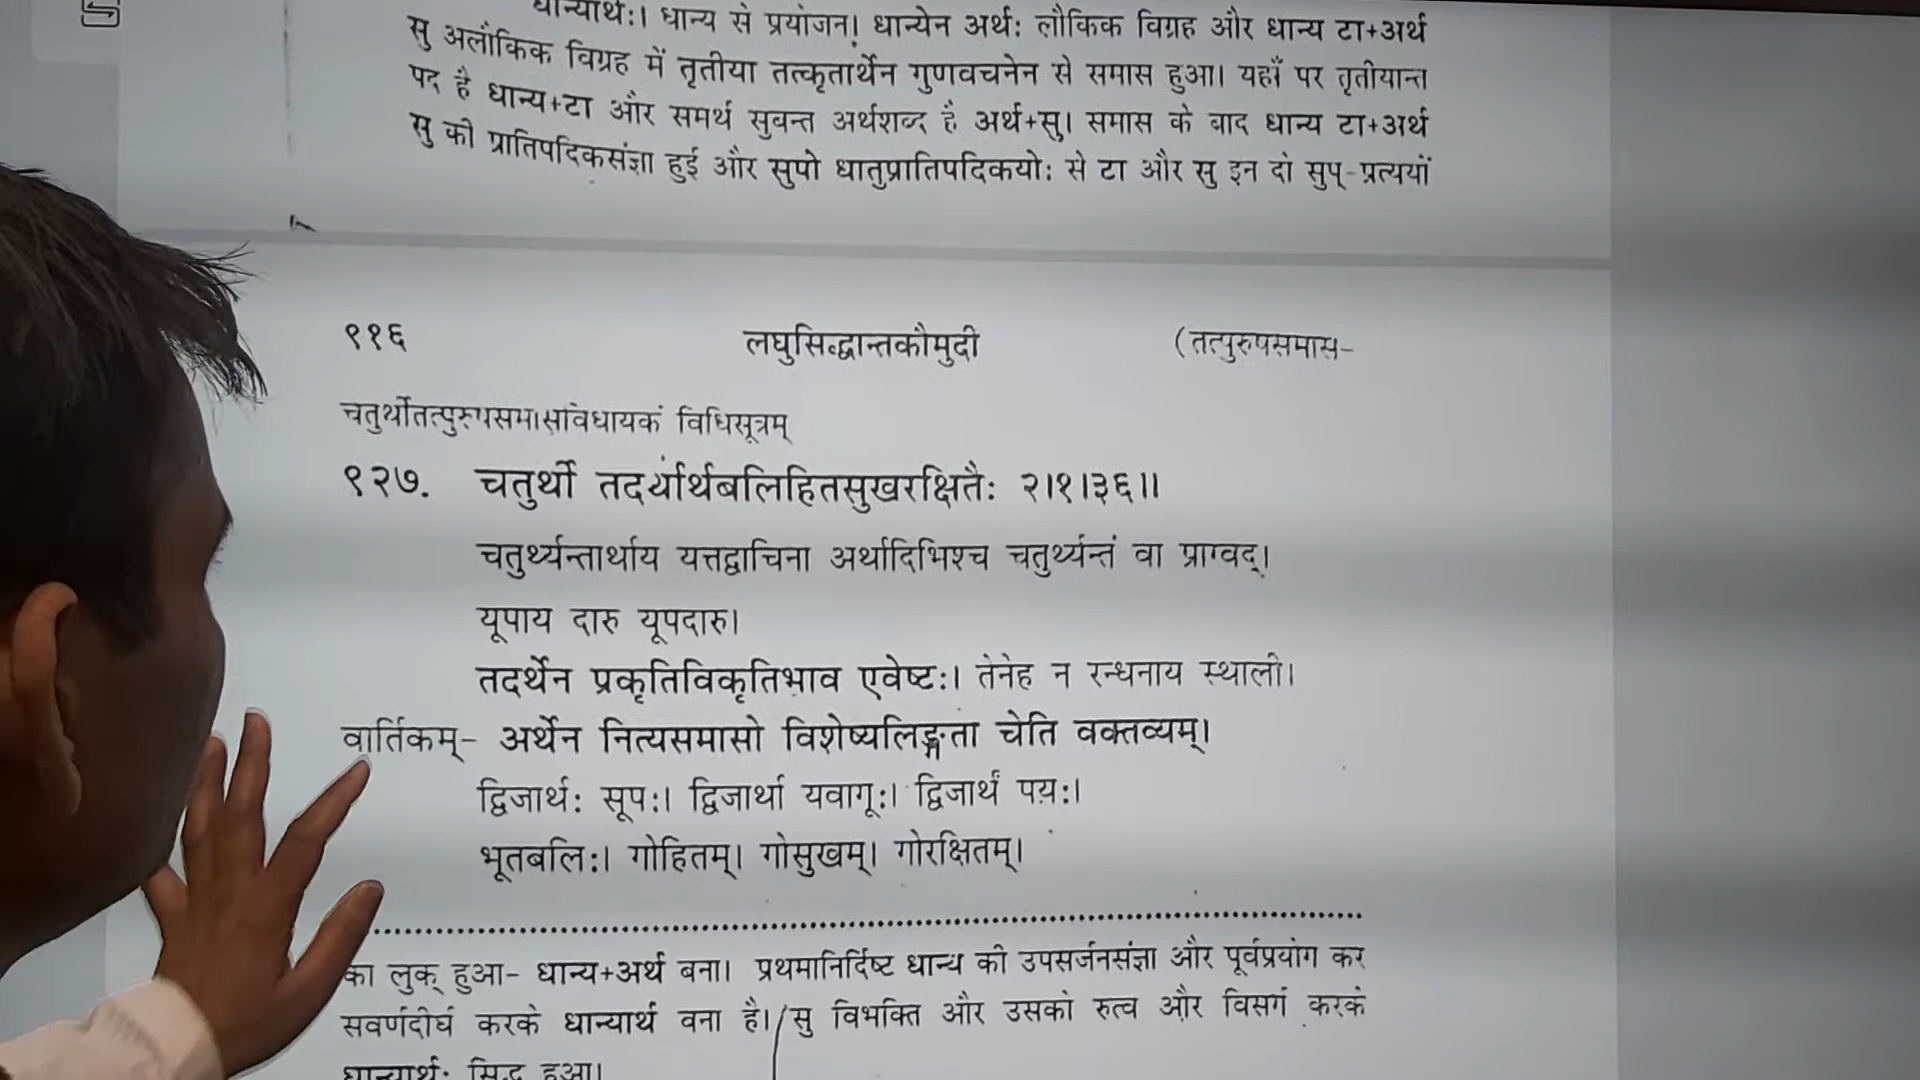 धान्यार्थः। धान्य से प्रयोजन। धान्येन अर्थः लौकिक विग्रह और धान्य टा+अर्थ
सु अलौकिक विग्रह में तृतीया तत्कृतार्थेन गुणवचनेन से समास हुआ। यहाँ पर तृतीयान्त
पद है धान्य+टा और समर्थ सुबन्त अर्थशब्द है अर्थ+सु। समास के बाद धान्य टा+अर्थ
सु की प्रातिपदिकसंज्ञा हुई और सुपो धातुप्रातिपदिकयोः से टा और सु इन दो सुप्-प्रत्ययों
९१६ लघुसिद्धान्तकौमुदी (तत्पुरुषसमास-
चतुर्थीतत्पुरुषसमासविधायकं विधिसूत्रम्
९२७. चतुर्थी तदर्थार्थबलिहितसुखरक्षितैः २।१।३६॥
चतुर्थ्यन्तार्थाय यत्तद्वाचिना अर्थादिभिश्च चतुर्थ्यन्तं वा प्राग्वद्।
यूपाय दारु यूपदारु।
तदर्थेन प्रकृतिविकृतिभाव एवेष्टः। तेनेह न रन्धनाय स्थाली।
वार्तिकम्- अर्थेन नित्यसमासो विशेष्यलिङ्गता चेति वक्तव्यम्।
द्विजार्थः सूपः। द्विजार्था यवागूः। द्विजार्थं पयः।
भूतबलिः। गोहितम्। गोसुखम्। गोरक्षितम्।
का लुक् हुआ- धान्य+अर्थ बना। प्रथमानिर्दिष्ट धान्य की उपसर्जनसंज्ञा और पूर्वप्रयोग कर
सवर्णदीर्घ करके धान्यार्थ बना है। सु विभक्ति और उसको रुत्व और विसर्ग करके
धान्यार्थः सिद्ध हुआ।